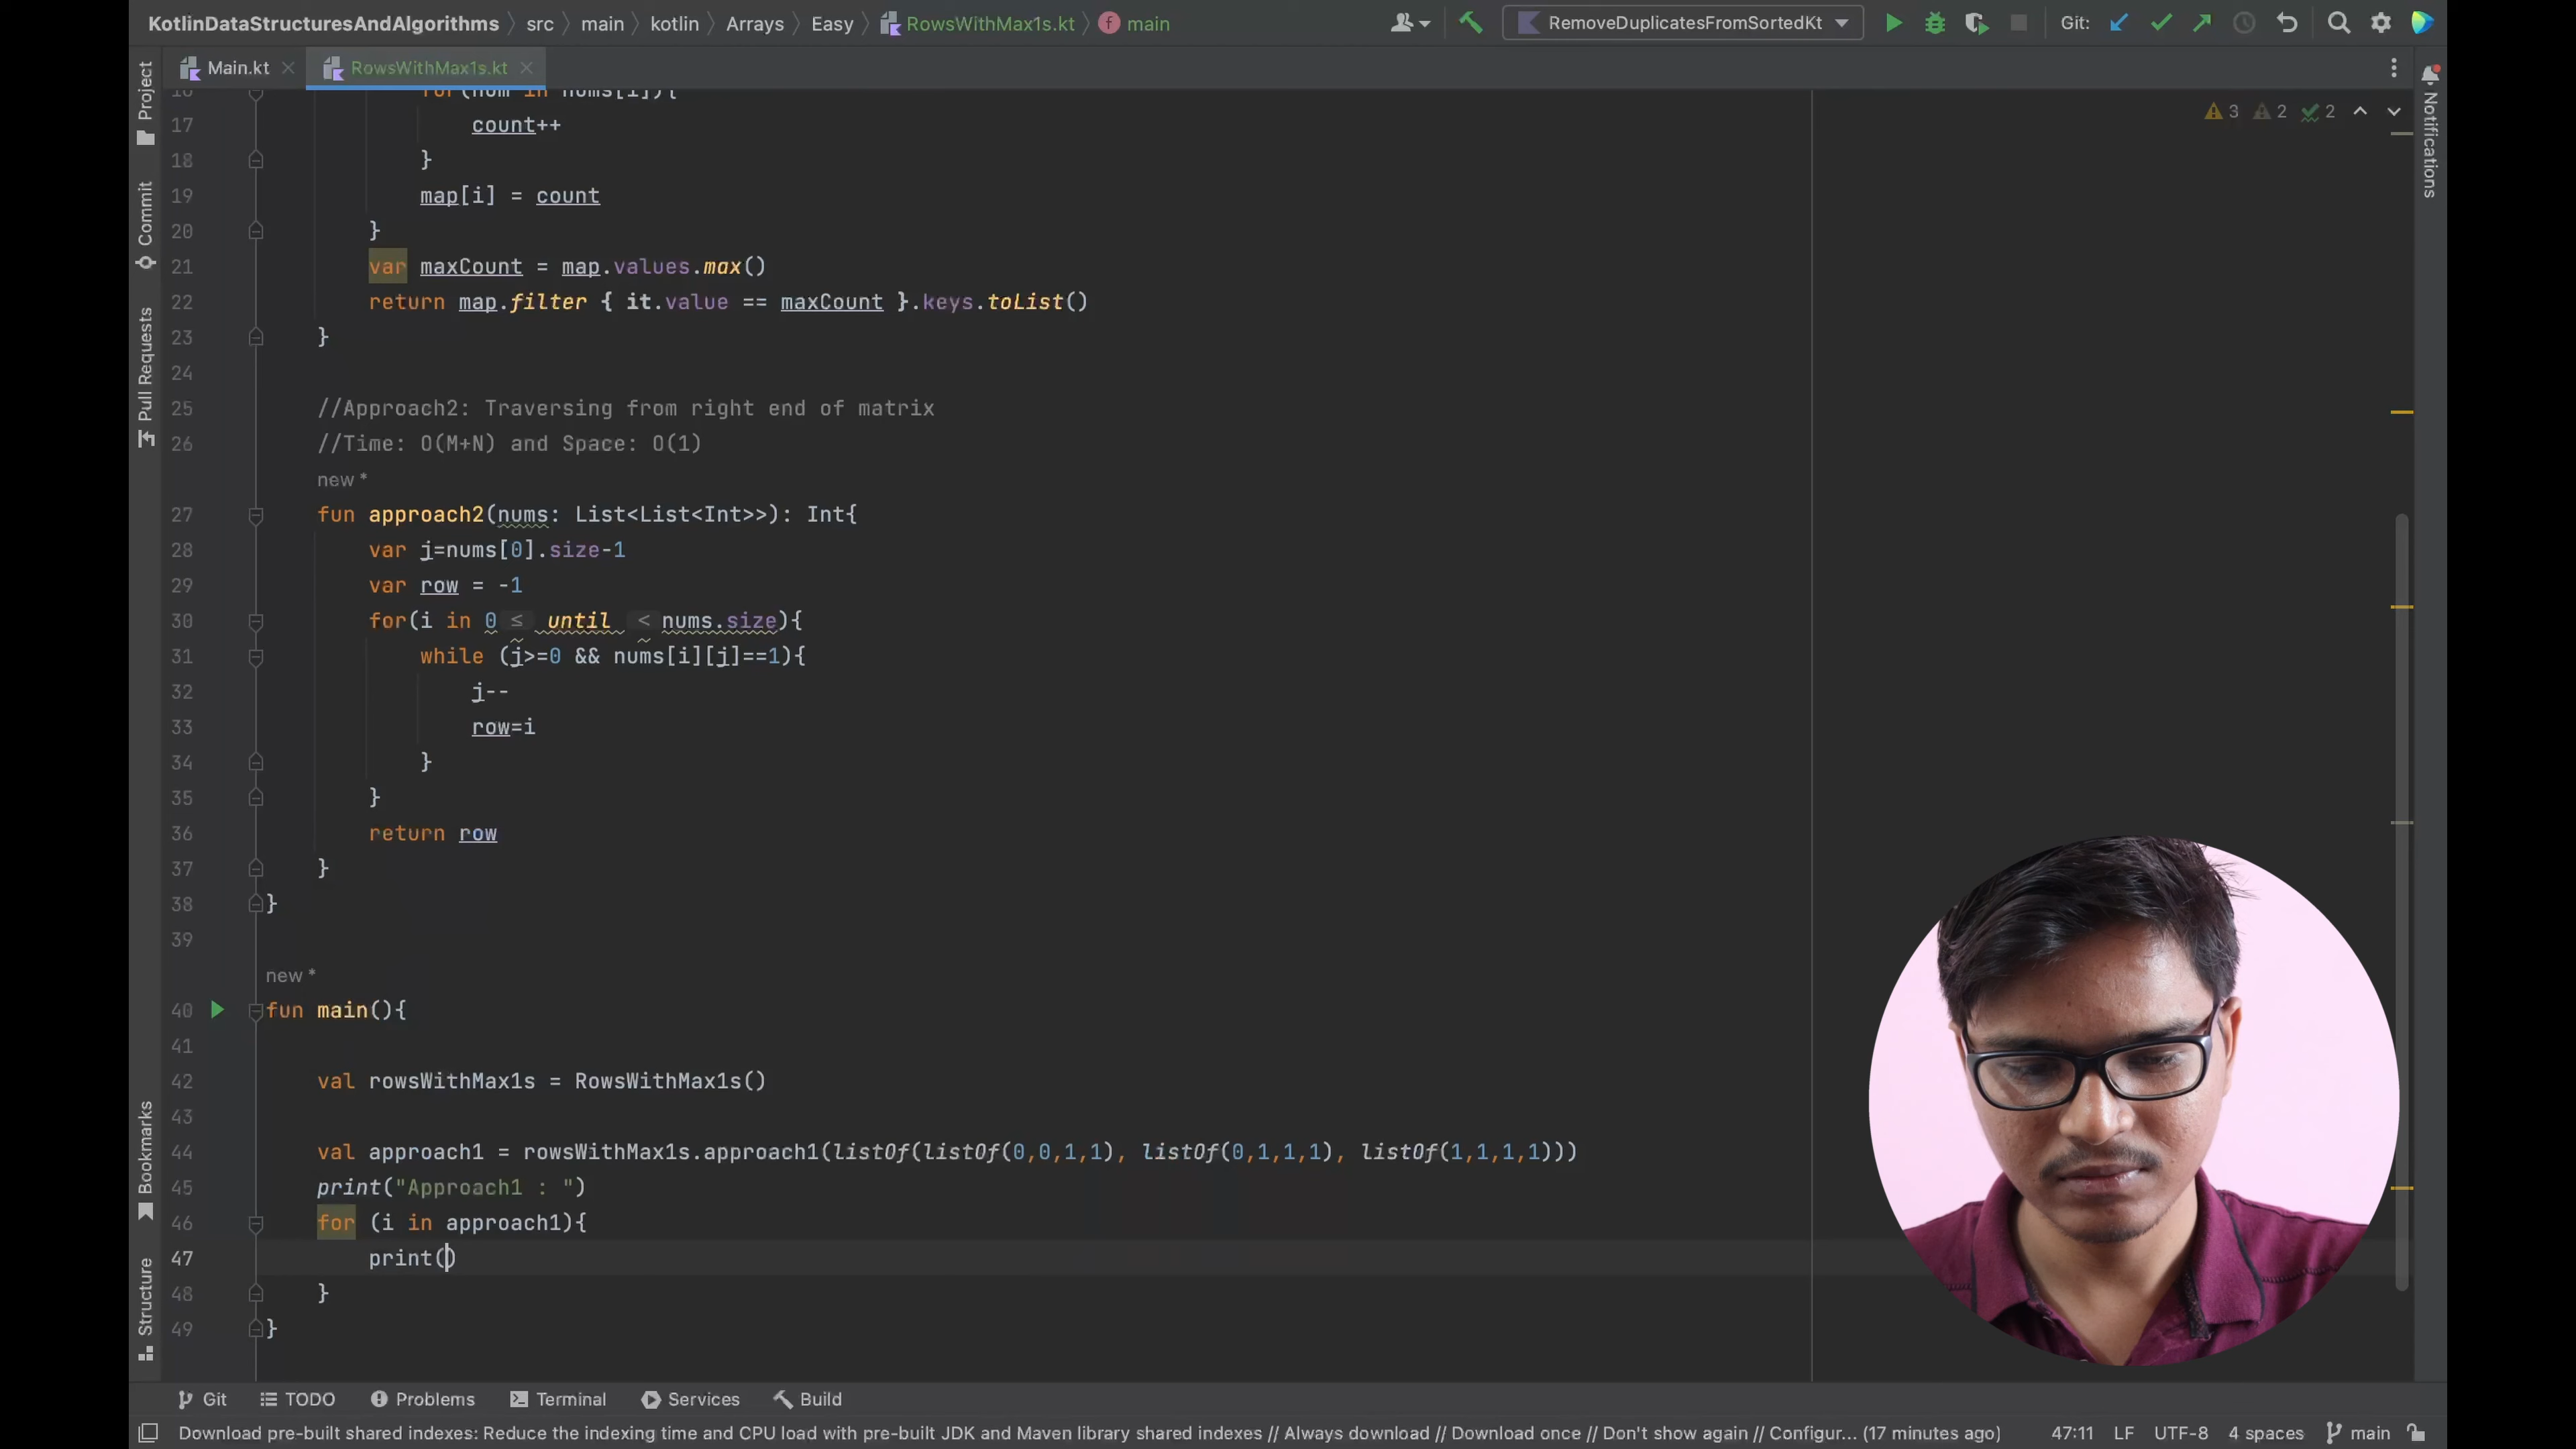 KotlinDataStructuresAndAlgorithms > src > main > kotlin > Arrays > Easy > RowsWithMax1s.kt > main
RemoveDuplicatesFromSortedKt
Git:
Main.kt
RowsWithMax1s.kt
Project
Commit
Pull Requests
Bookmarks
Structure
Notifications
3 2 2
16 for(num in nums[i]){
17 count++
18 }
19 map[i] = count
20 }
21 var maxCount = map.values.max()
22 return map.filter { it.value == maxCount }.keys.toList()
23 }
24
25 //Approach2: Traversing from right end of matrix
26 //Time: O(M+N) and Space: O(1)
new *
27 fun approach2(nums: List<List<Int>>): Int{
28 var j=nums[0].size-1
29 var row = -1
30 for(i in 0 ≤ until < nums.size){
31 while (j>=0 && nums[i][j]==1){
32 j--
33 row=i
34 }
35 }
36 return row
37 }
38 }
39
new *
40 fun main(){
41
42 val rowsWithMax1s = RowsWithMax1s()
43
44 val approach1 = rowsWithMax1s.approach1(listOf(listOf(0,0,1,1), listOf(0,1,1,1), listOf(1,1,1,1)))
45 print("Approach1 : ")
46 for (i in approach1){
47 print()
48 }
49 }
Git TODO Problems Terminal Services Build
Download pre-built shared indexes: Reduce the indexing time and CPU load with pre-built JDK and Maven library shared indexes // Always download // Download once // Don't show again // Configur... (17 minutes ago) 47:11 LF UTF-8 4 spaces main